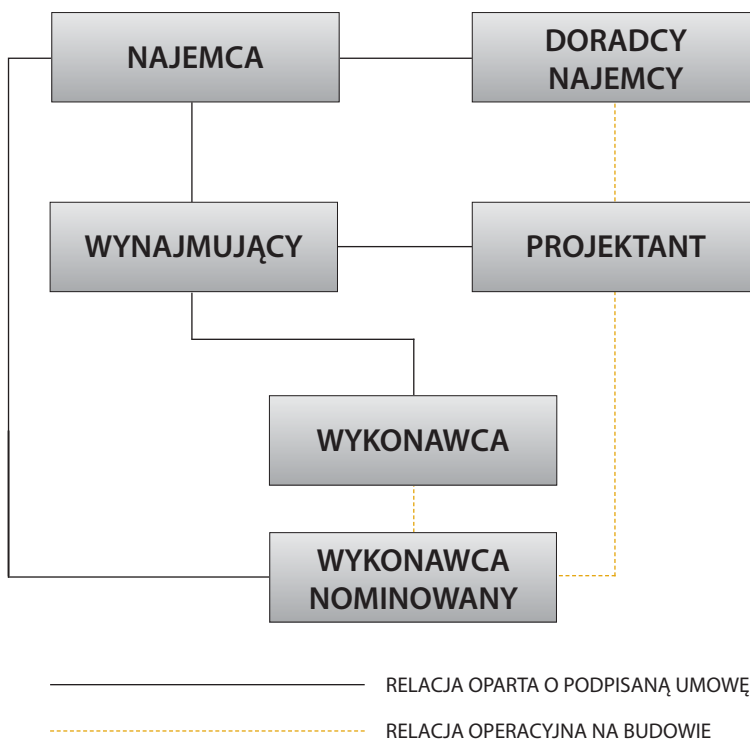 NAJEMCA
DORADCY
NAJEMCY
WYNAJMUJĄCY
PROJEKTANT
WYKONAWCA
WYKONAWCA
NOMINOWANY
RELACJA OPARTA O PODPISANĄ UMOWĘ
RELACJA OPERACYJNA NA BUDOWIE